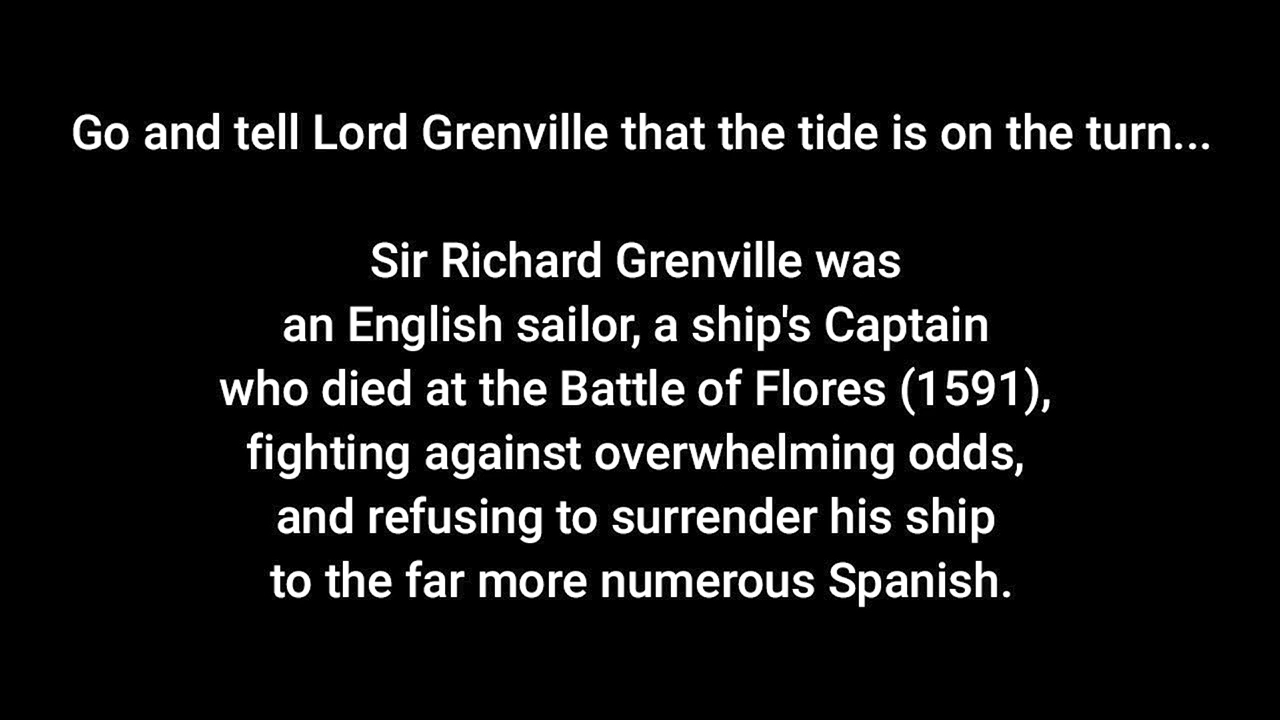 Go and tell Lord Grenville that the tide is on the turn...
Sir Richard Grenville was
an English sailor, a ship's Captain
who died at the Battle of Flores (1591),
fighting against overwhelming odds,
and refusing to surrender his ship
to the far more numerous Spanish.